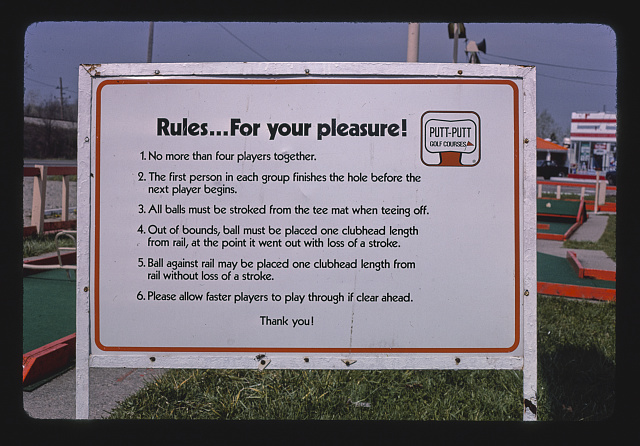 Rules...For your pleasure!
PUTT-PUTT
GOLF COURSES
1. No more than four players together.
2. The first person in each group finishes the hole before the
next player begins.
3. All balls must be stroked from the tee mat when teeing off.
4. Out of bounds, ball must be placed one clubhead length
from rail, at the point it went out with loss of a stroke.
5. Ball against rail may be placed one clubhead length from
rail without loss of a stroke.
6. Please allow faster players to play through if clear ahead.
Thank you!